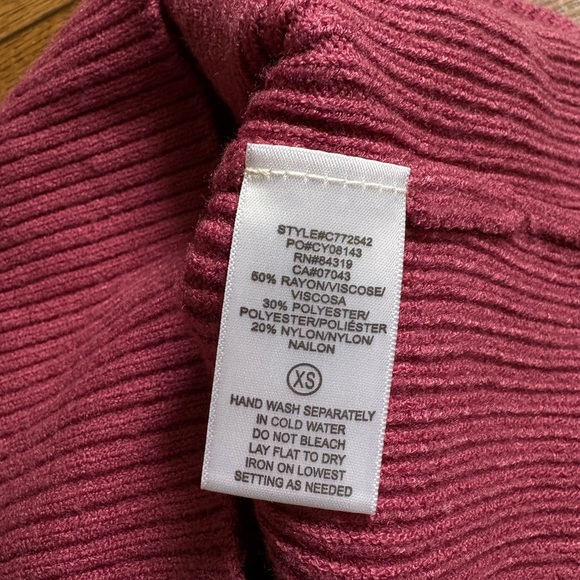 STYLE#C772542
PO#CY08143
RN#84319
CA#07043
50% RAYON/VISCOSE/
VISCOSA
30% POLYESTER/
POLYESTER/POLIÉSTER
20% NYLON/NYLON/
NAILON
XS
HAND WASH SEPARATELY
IN COLD WATER
DO NOT BLEACH
LAY FLAT TO DRY
IRON ON LOWEST
SETTING AS NEEDED